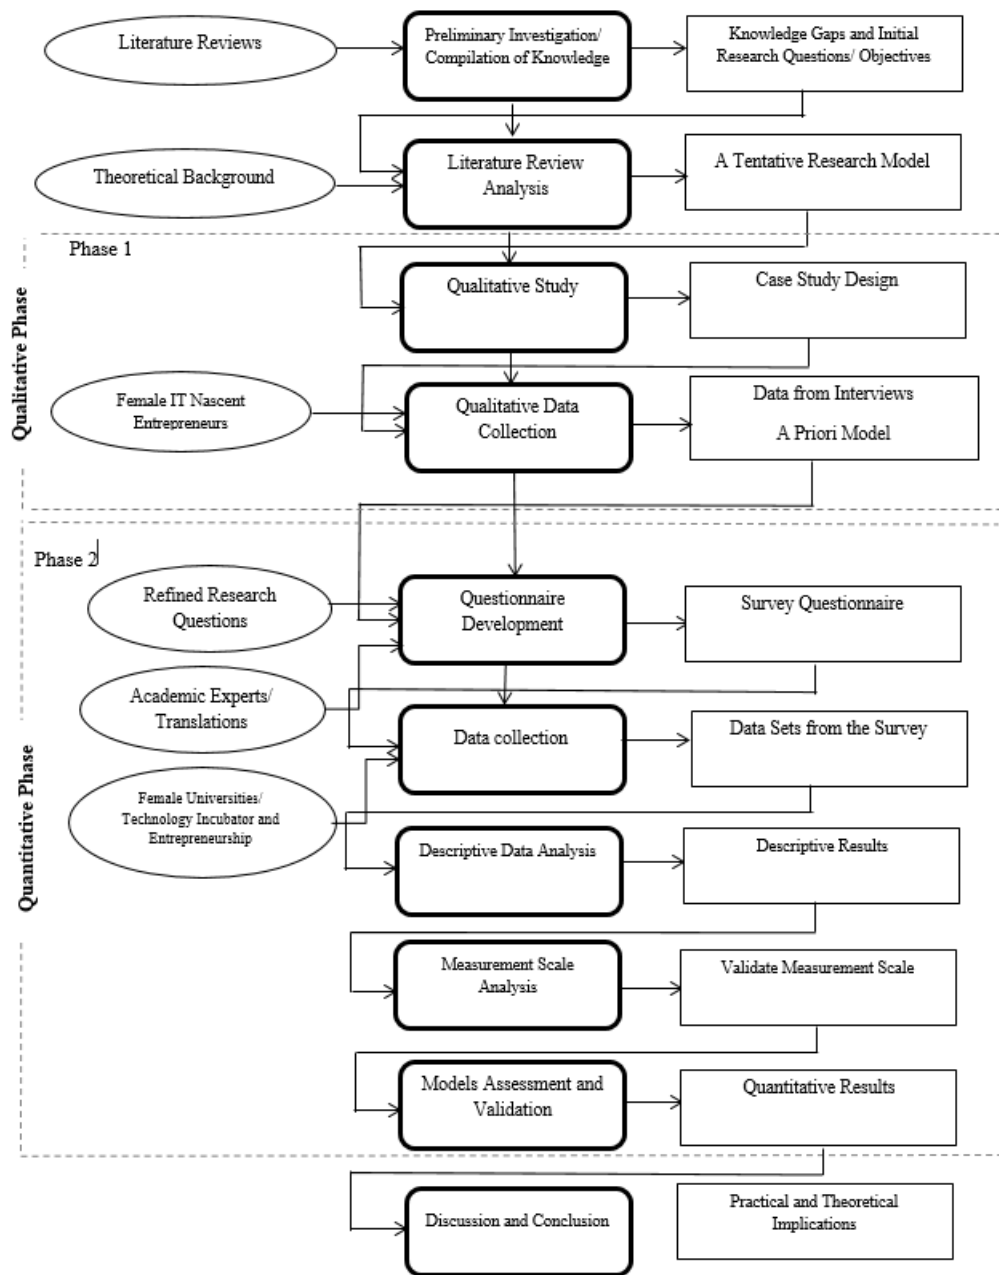 Literature Reviews
Preliminary Investigation/
Compilation of Knowledge
Knowledge Gaps and Initial
Research Questions/ Objectives
Theoretical Background
Literature Review
Analysis
A Tentative Research Model
Phase 1
Qualitative Phase
Qualitative Study
Case Study Design
Female IT Nascent
Entrepreneurs
Qualitative Data
Collection
Data from Interviews
A Priori Model
Phase 2
Quantitative Phase
Refined Research
Questions
Questionnaire
Development
Survey Questionnaire
Academic Experts/
Translations
Data collection
Data Sets from the Survey
Female Universities/
Technology Incubator and
Entrepreneurship
Descriptive Data Analysis
Descriptive Results
Measurement Scale
Analysis
Validate Measurement Scale
Models Assessment and
Validation
Quantitative Results
Discussion and Conclusion
Practical and Theoretical
Implications